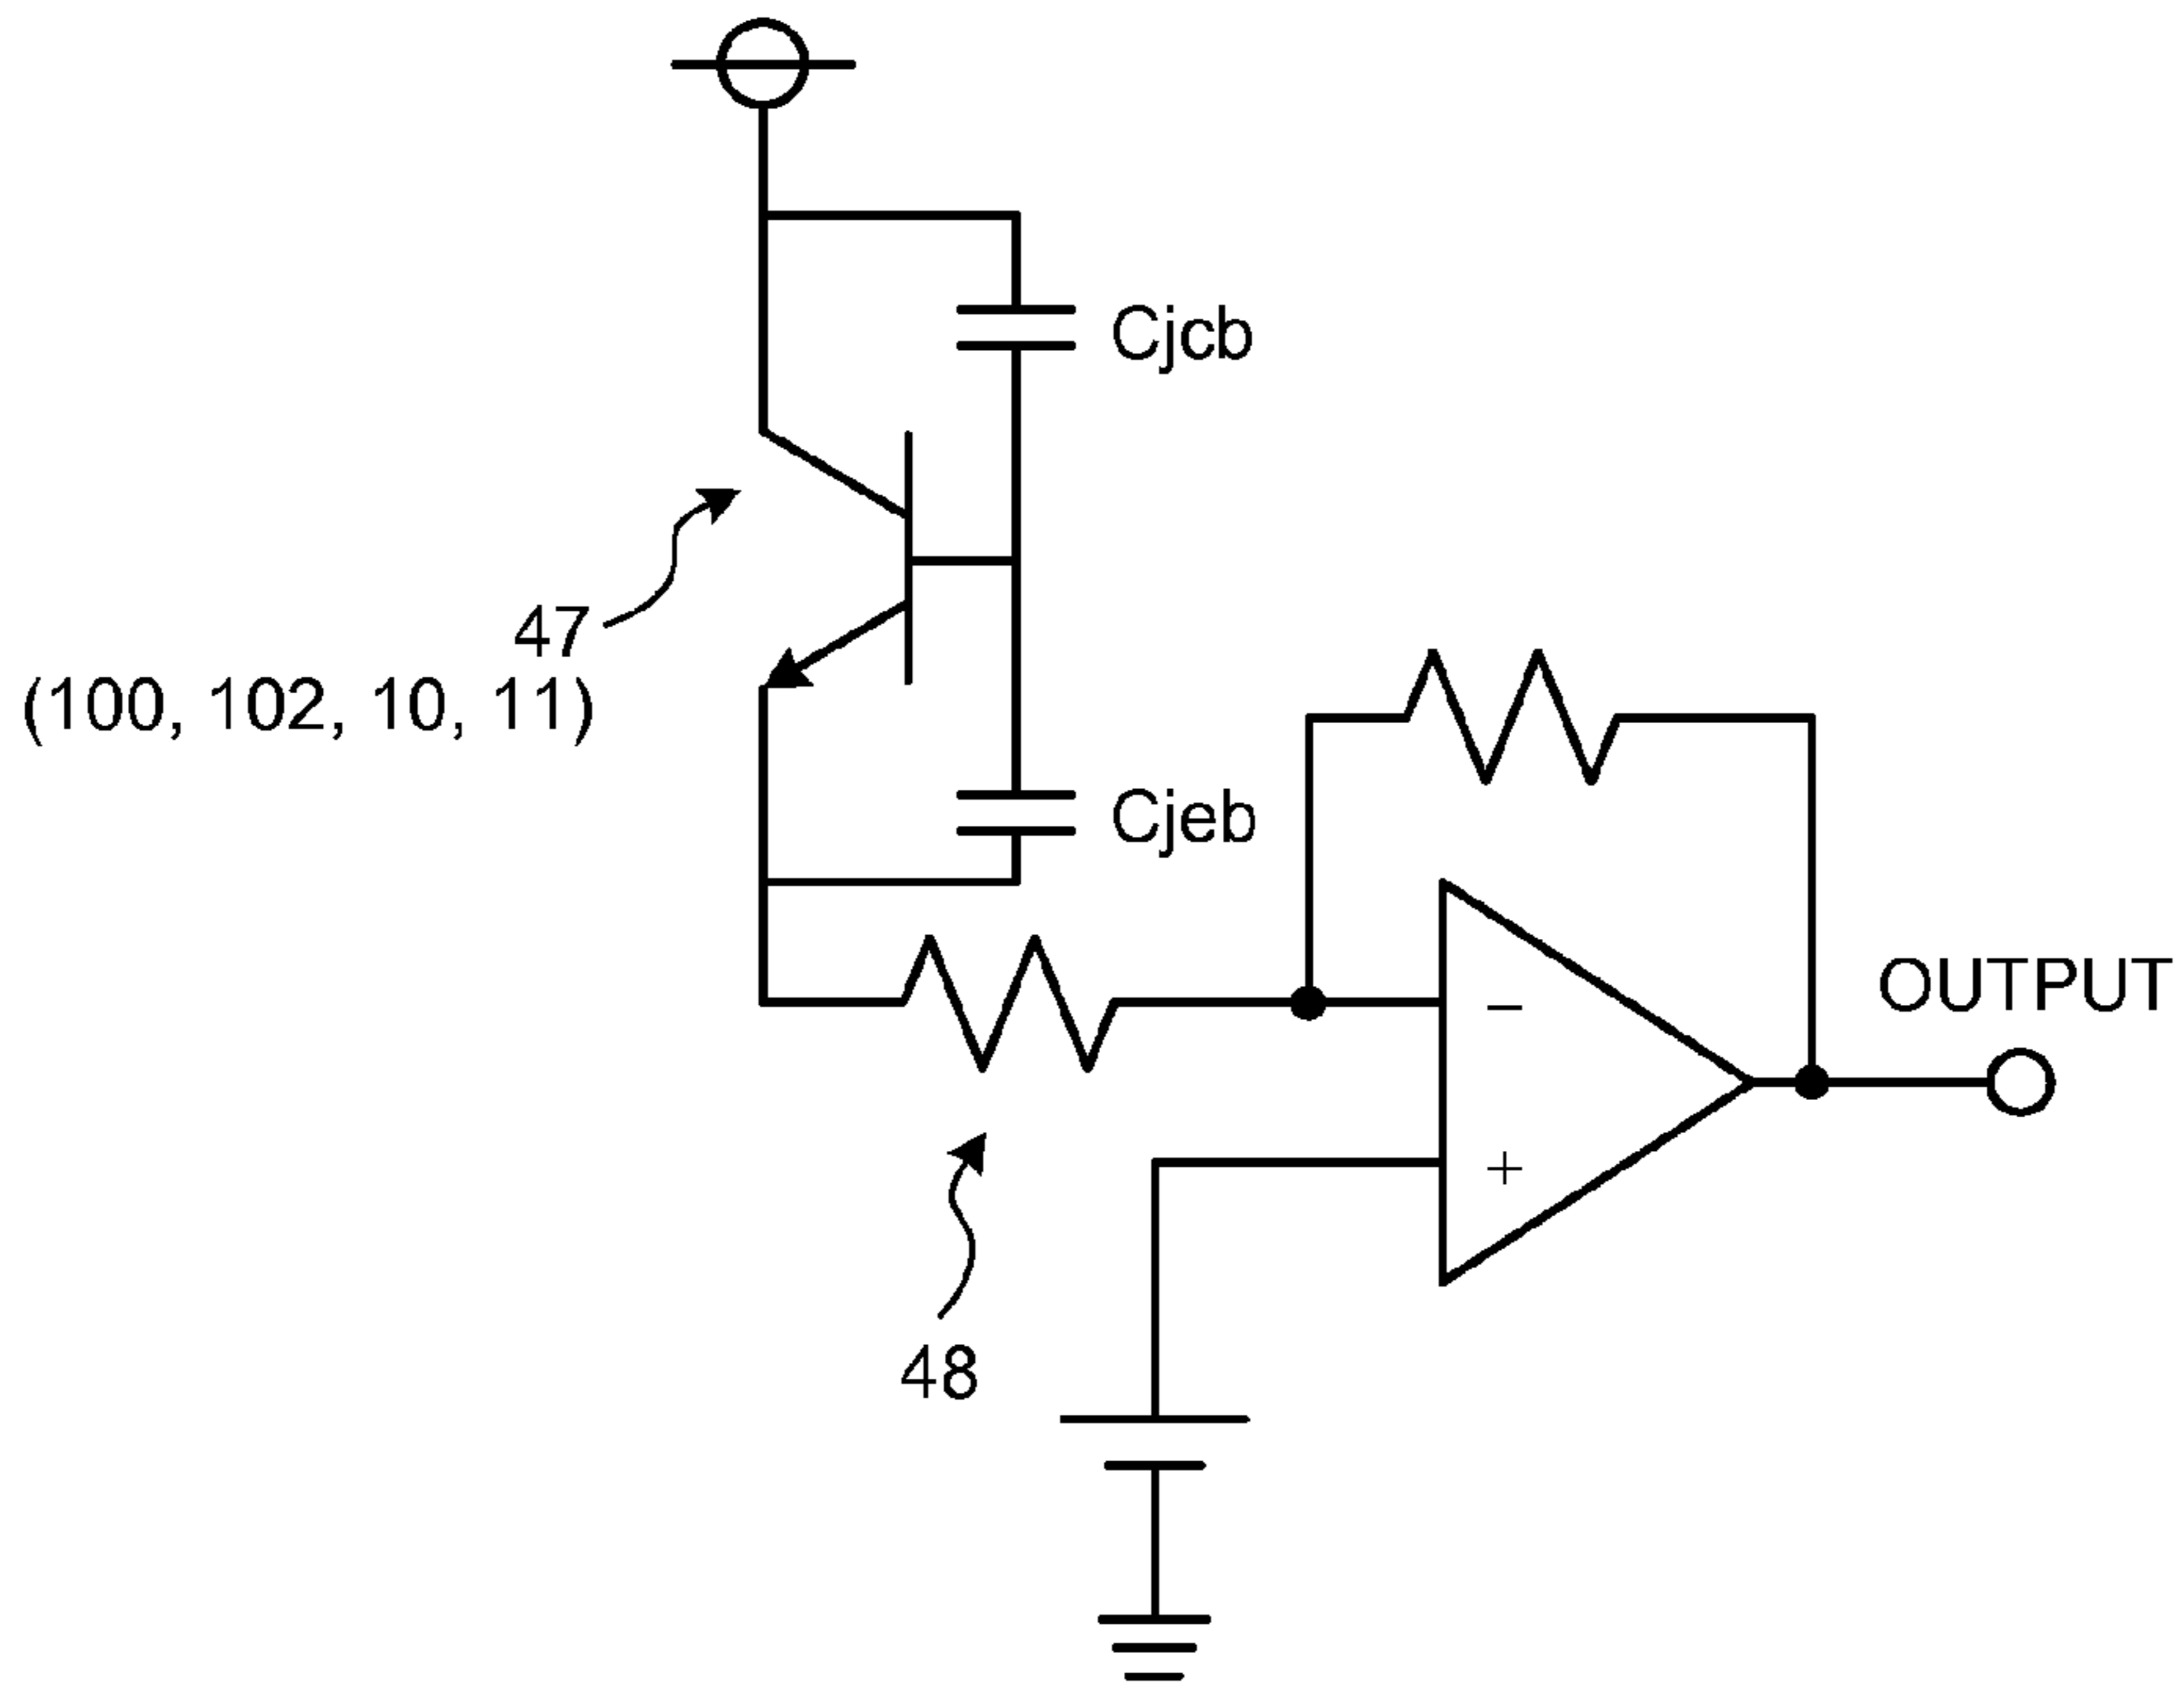 Cjcb
47
(100, 102, 10, 11)
Cjeb
OUTPUT
−
+
48